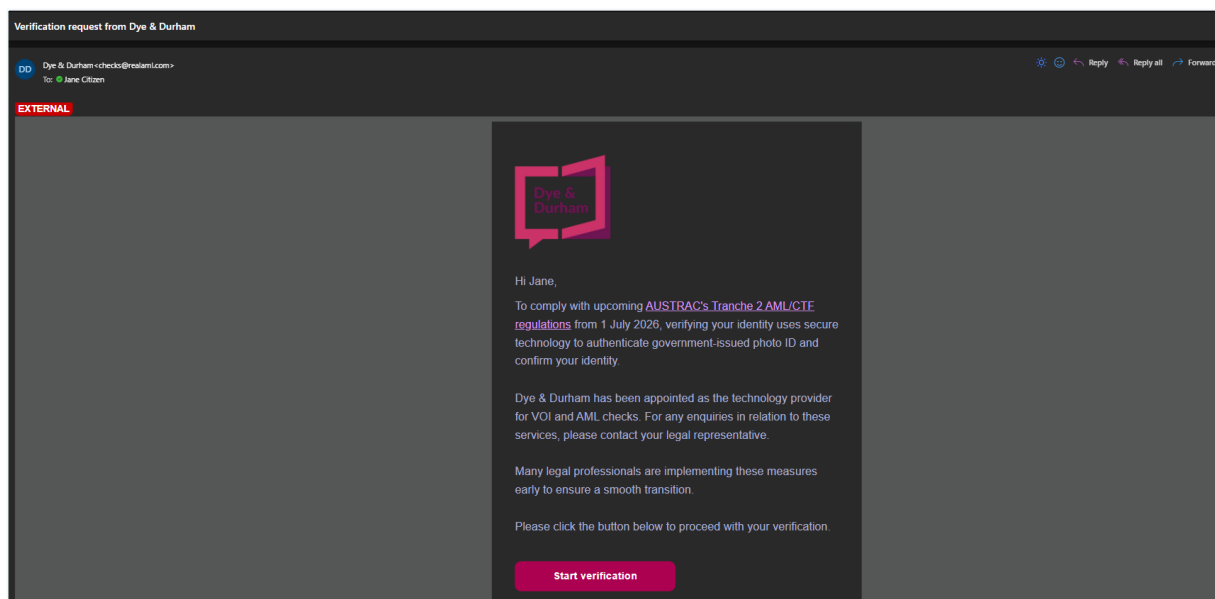 Verification request from Dye & Durham
DD
Dye & Durham<checks@realaml.com>
To: Jane Citizen
Reply
Reply all
Forward
EXTERNAL
Dye &
Durham
Hi Jane,
To comply with upcoming AUSTRAC's Tranche 2 AML/CTF
regulations from 1 July 2026, verifying your identity uses secure
technology to authenticate government-issued photo ID and
confirm your identity.
Dye & Durham has been appointed as the technology provider
for VOI and AML checks. For any enquiries in relation to these
services, please contact your legal representative.
Many legal professionals are implementing these measures
early to ensure a smooth transition.
Please click the button below to proceed with your verification.
Start verification